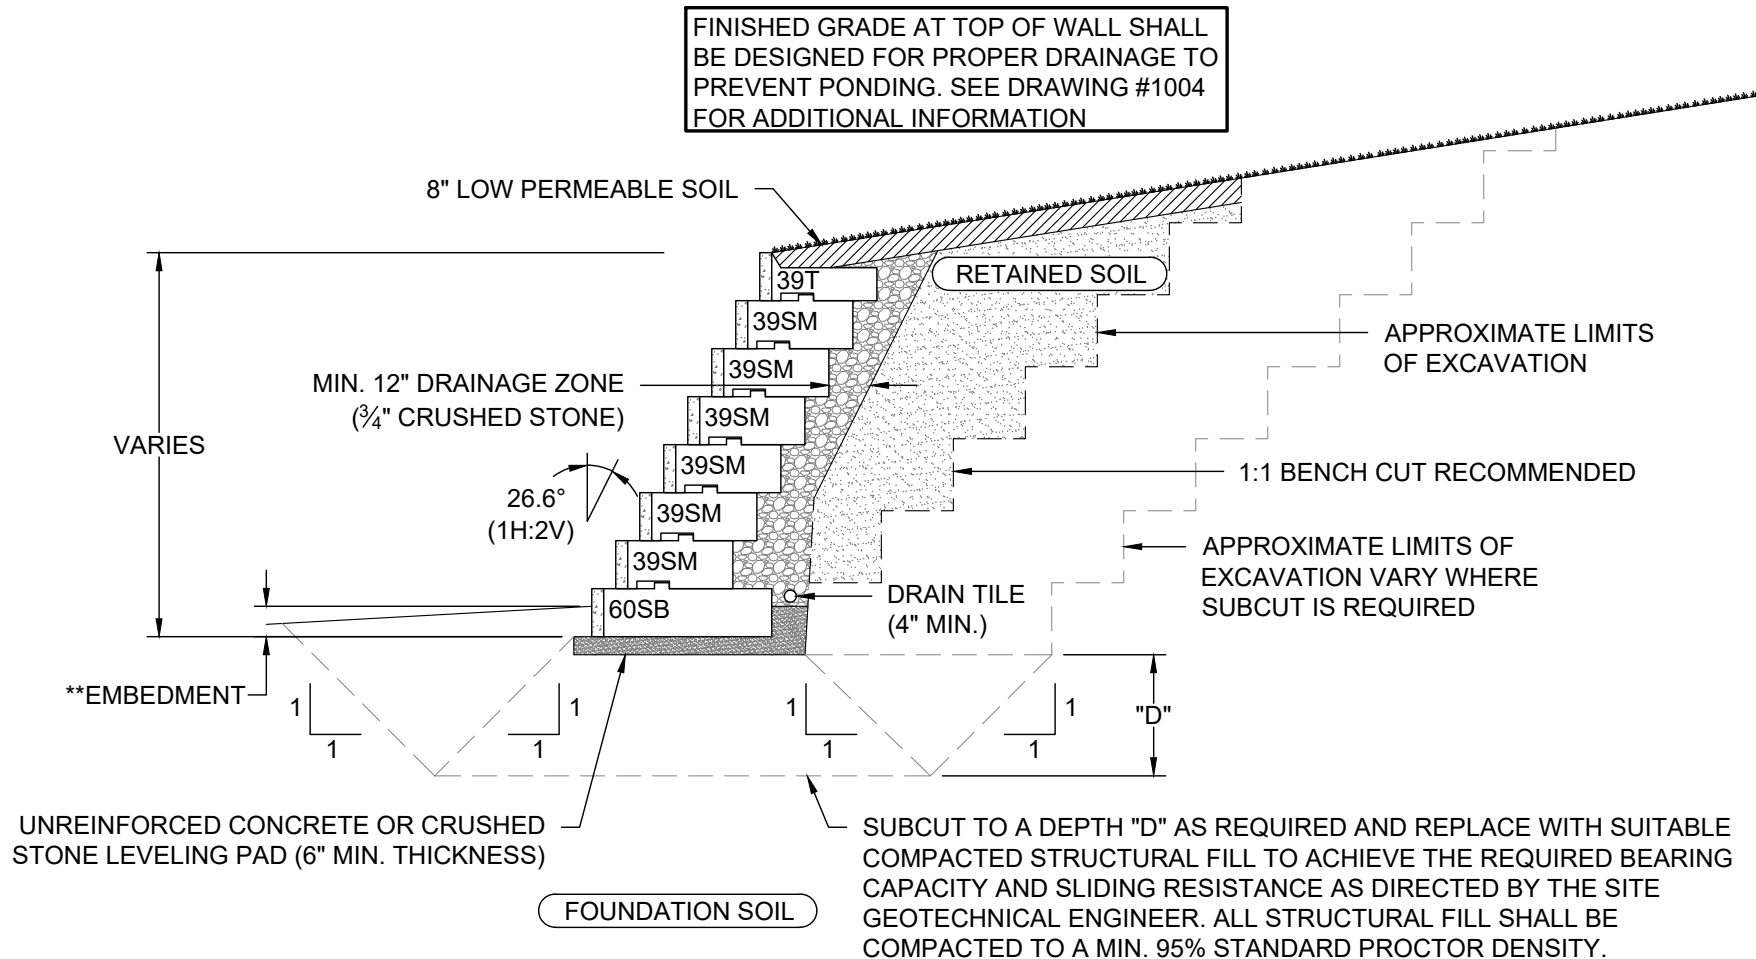 FINISHED GRADE AT TOP OF WALL SHALL
BE DESIGNED FOR PROPER DRAINAGE TO
PREVENT PONDING. SEE DRAWING #1004
FOR ADDITIONAL INFORMATION
8" LOW PERMEABLE SOIL
39T
RETAINED SOIL
39SM
APPROXIMATE LIMITS
OF EXCAVATION
39SM
MIN. 12" DRAINAGE ZONE
(¾" CRUSHED STONE)
39SM
VARIES
39SM
1:1 BENCH CUT RECOMMENDED
26.6°
(1H:2V)
39SM
39SM
APPROXIMATE LIMITS OF
EXCAVATION VARY WHERE
SUBCUT IS REQUIRED
60SB
DRAIN TILE
(4" MIN.)
**EMBEDMENT
1
1
1
1
1
1
1
1
"D"
UNREINFORCED CONCRETE OR CRUSHED
STONE LEVELING PAD (6" MIN. THICKNESS)
SUBCUT TO A DEPTH "D" AS REQUIRED AND REPLACE WITH SUITABLE
COMPACTED STRUCTURAL FILL TO ACHIEVE THE REQUIRED BEARING
CAPACITY AND SLIDING RESISTANCE AS DIRECTED BY THE SITE
GEOTECHNICAL ENGINEER. ALL STRUCTURAL FILL SHALL BE
COMPACTED TO A MIN. 95% STANDARD PROCTOR DENSITY.
FOUNDATION SOIL